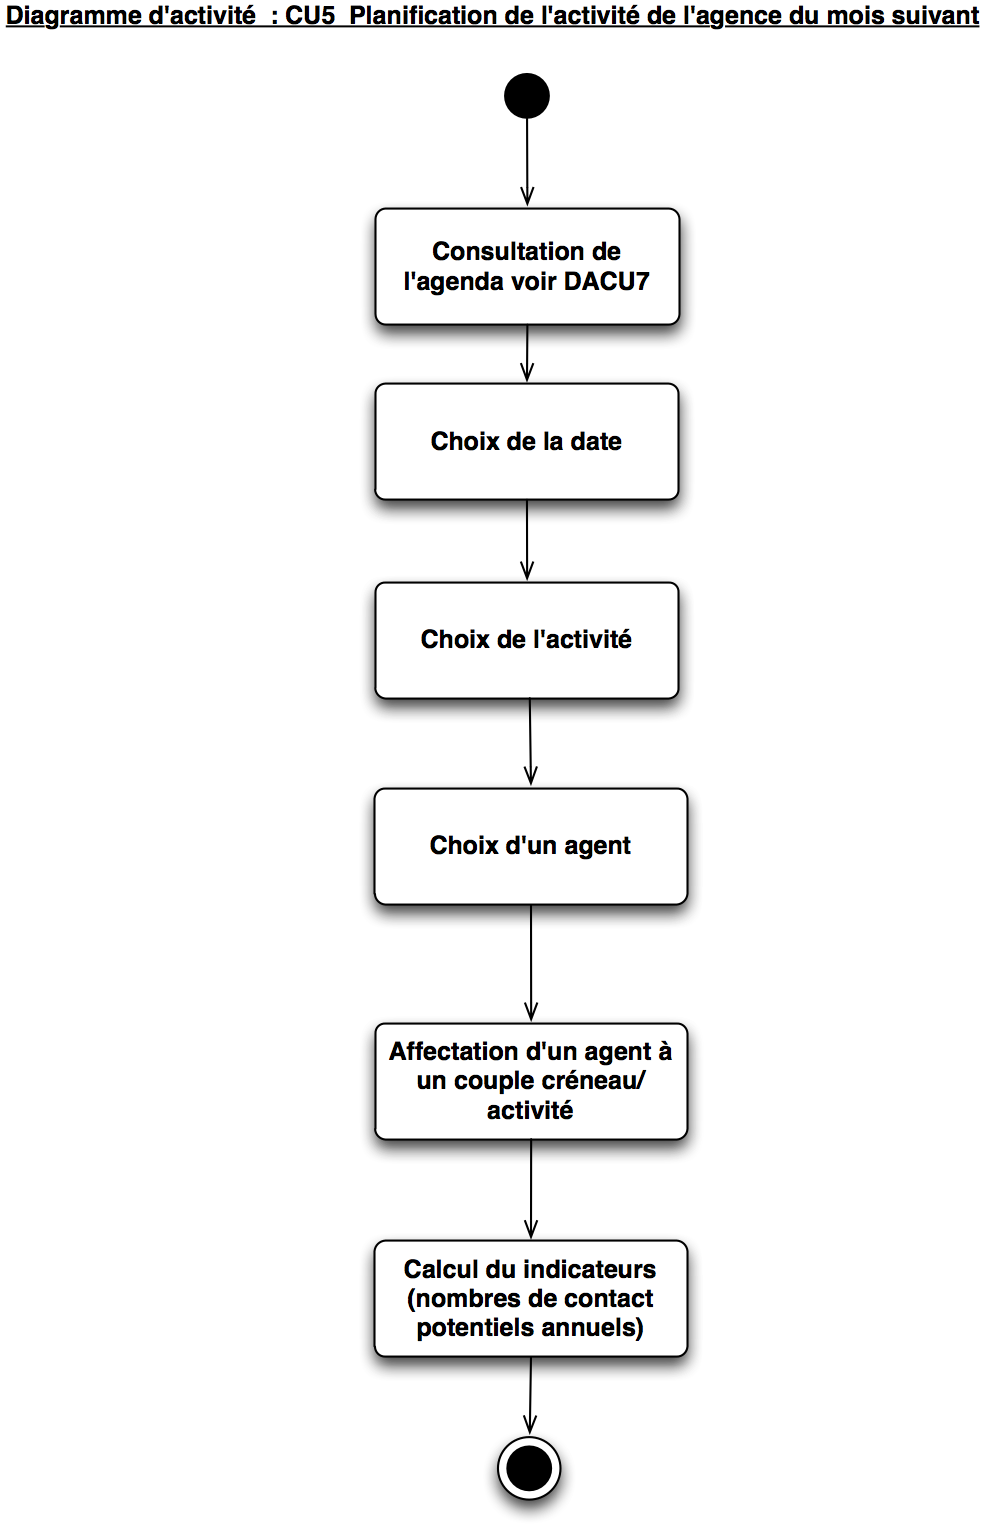 Diagramme d'activité  : CU5  Planification de l'activité de l'agence du mois suivant
Consultation de
l'agenda voir DACU7
Choix de la date
Choix de l'activité
Choix d'un agent
Affectation d'un agent à
un couple créneau/
activité
Calcul du indicateurs
(nombres de contact
potentiels annuels)